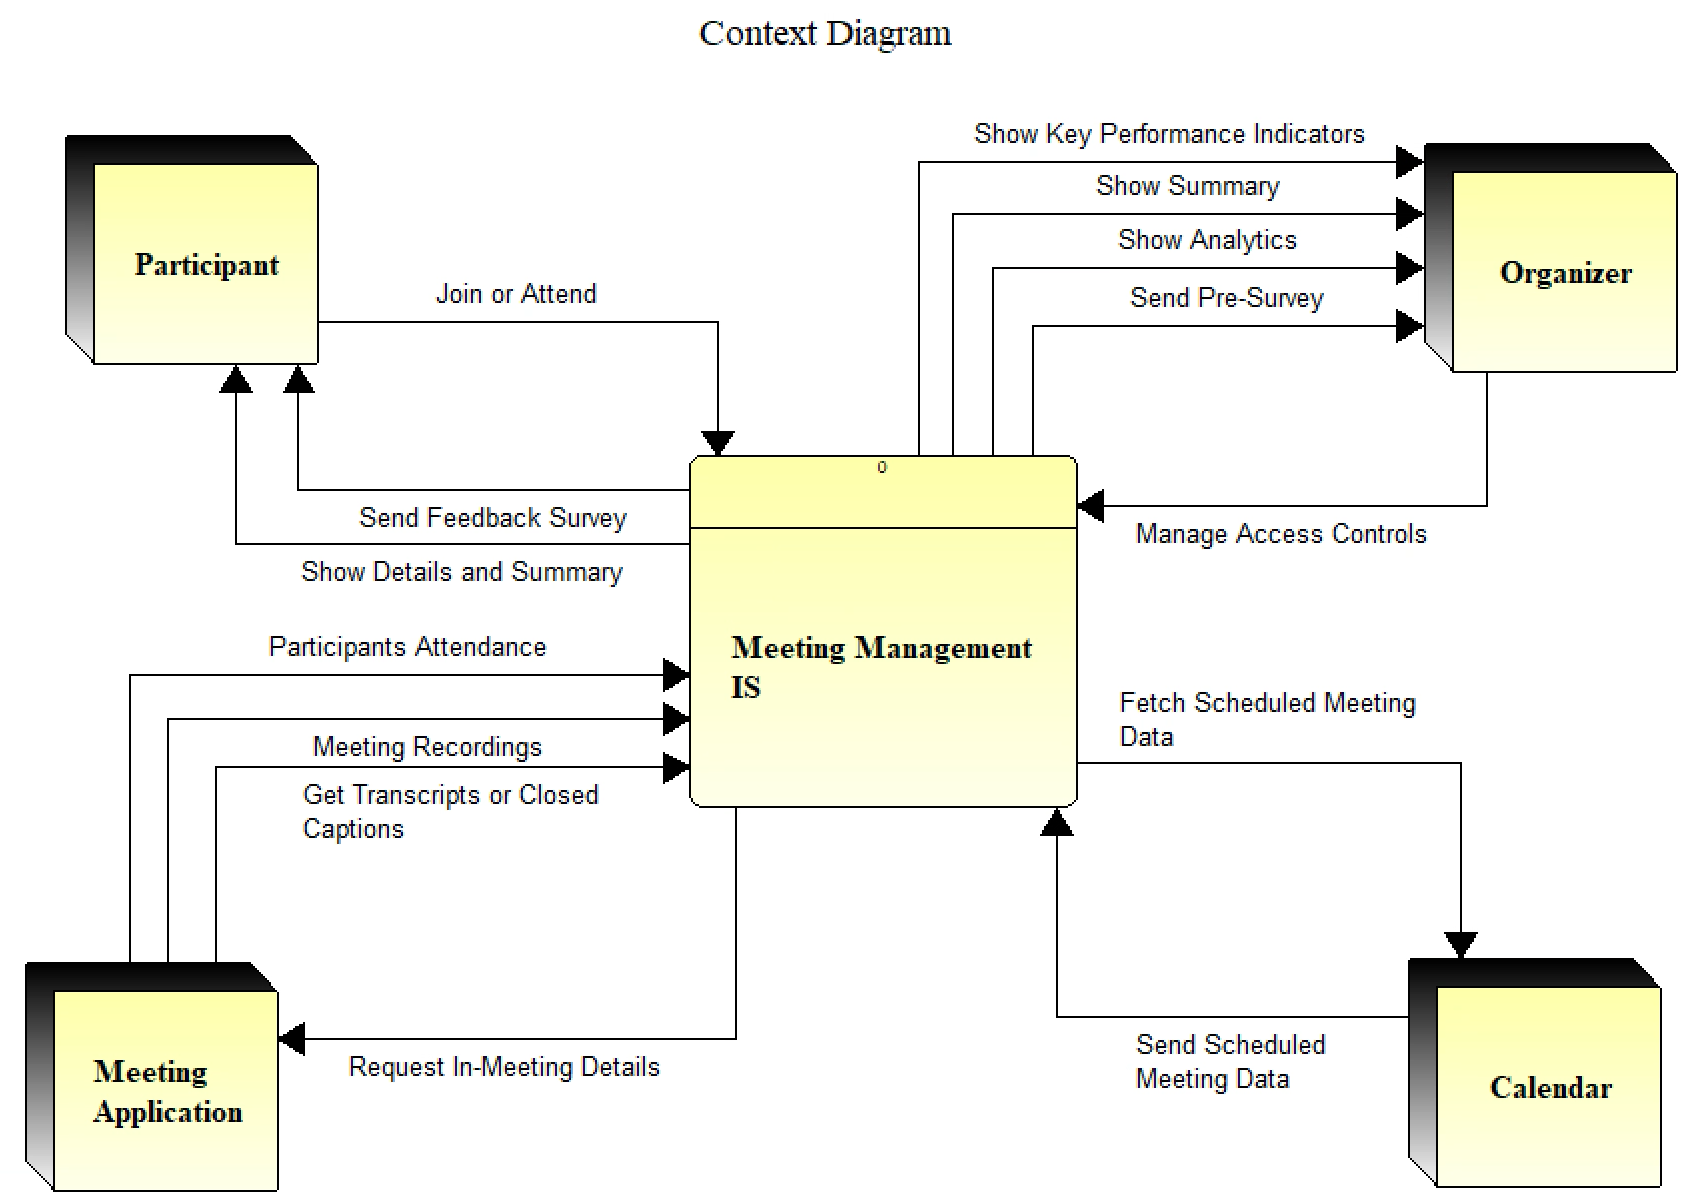 Context Diagram
Show Key Performance Indicators
Show Summary
Show Analytics
Send Pre-Survey
Participant
Organizer
Join or Attend
0
Send Feedback Survey
Manage Access Controls
Show Details and Summary
Meeting Management
IS
Participants Attendance
Meeting Recordings
Get Transcripts or Closed
Captions
Fetch Scheduled Meeting
Data
Request In-Meeting Details
Send Scheduled
Meeting Data
Meeting
Application
Calendar